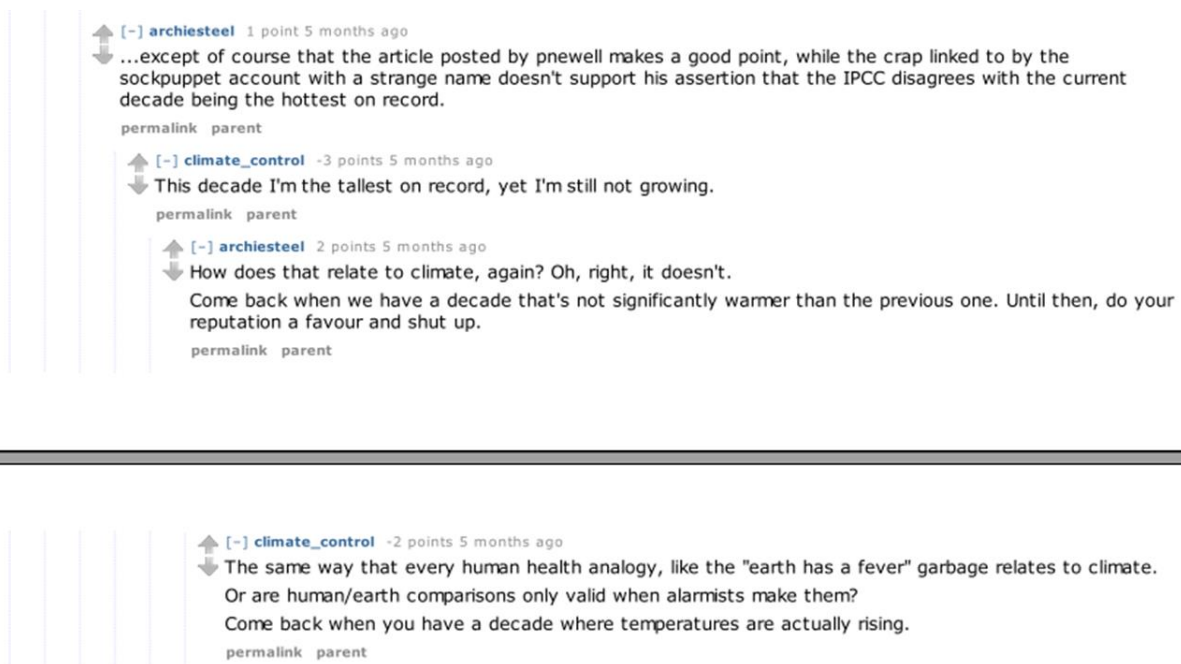 [-] archiesteel 1 point 5 months ago
...except of course that the article posted by pnewell makes a good point, while the crap linked to by the
sockpuppet account with a strange name doesn't support his assertion that the IPCC disagrees with the current
decade being the hottest on record.
permalink parent
[-] climate_control -3 points 5 months ago
This decade I'm the tallest on record, yet I'm still not growing.
permalink parent
[-] archiesteel 2 points 5 months ago
How does that relate to climate, again? Oh, right, it doesn't.
Come back when we have a decade that's not significantly warmer than the previous one. Until then, do your
reputation a favour and shut up.
permalink parent
[-] climate_control -2 points 5 months ago
The same way that every human health analogy, like the "earth has a fever" garbage relates to climate.
Or are human/earth comparisons only valid when alarmists make them?
Come back when you have a decade where temperatures are actually rising.
permalink parent